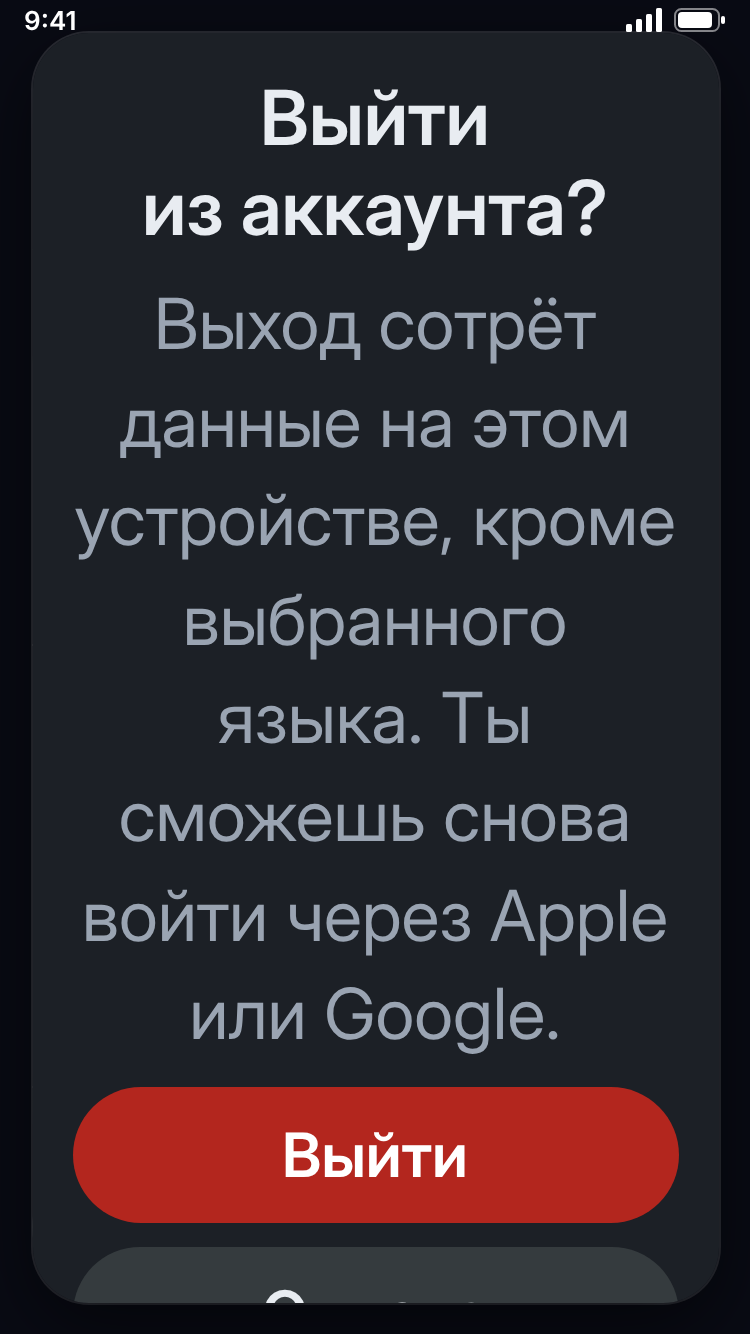 9:41
Выйти
из аккаунта?
Выход сотрёт
данные на этом
устройстве, кроме
выбранного
языка. Ты
сможешь снова
войти через Apple
или Google.
Выйти